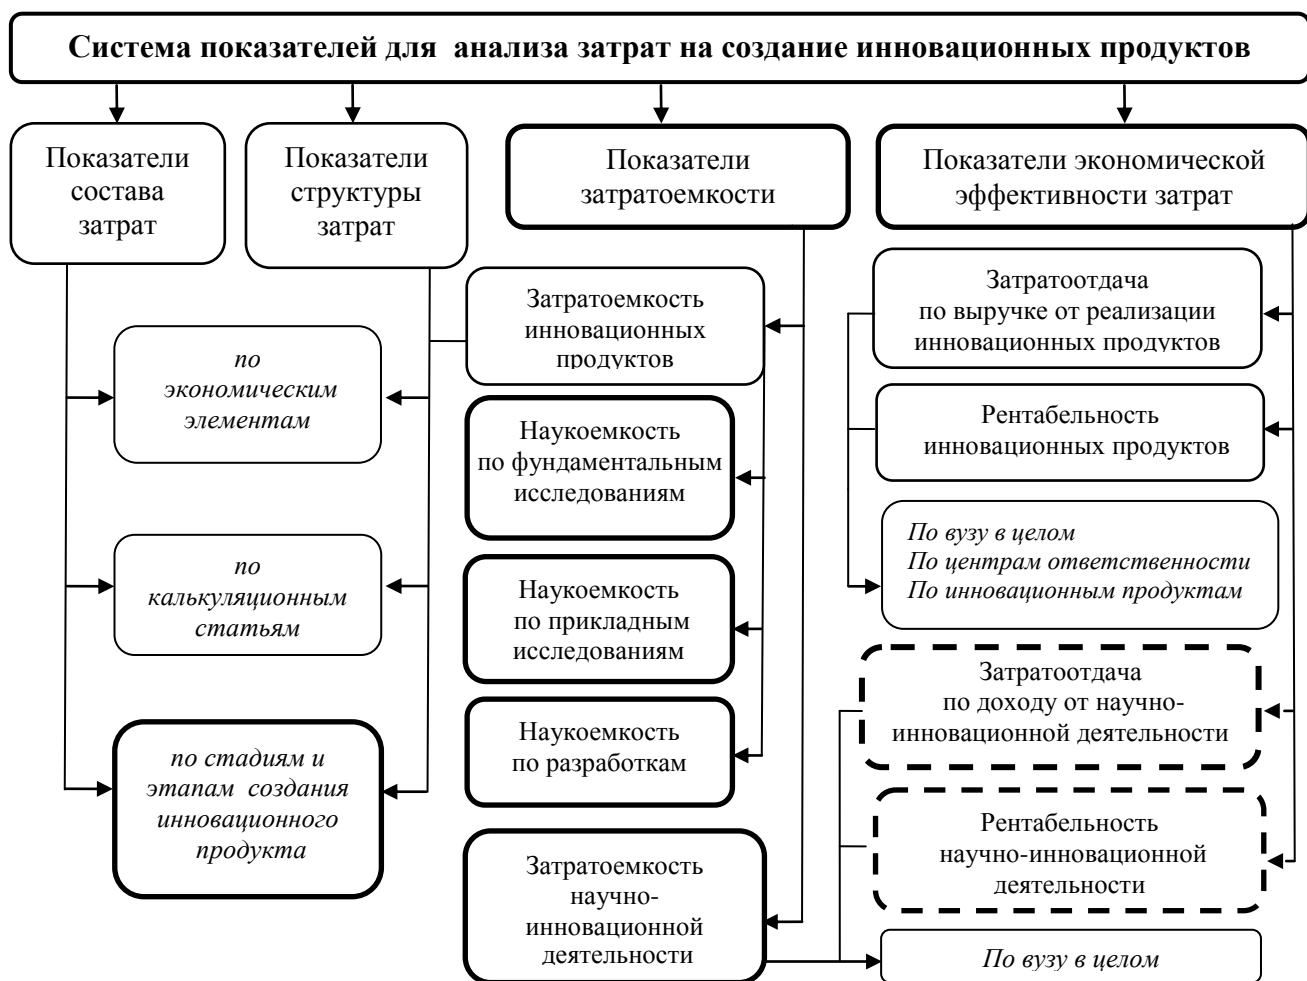 Система показателей для анализа затрат на создание инновационных продуктов
Показатели
состава
затрат
Показатели
структуры
затрат
Показатели
затратоемкости
Показатели экономической
эффективности затрат
по
экономическим
элементам
по
калькуляционным
статьям
по стадиям и
этапам создания
инновационного
продукта
Затратоемкость
инновационных
продуктов
Наукоемкость
по фундаментальным
исследованиям
Наукоемкость
по прикладным
исследованиям
Наукоемкость
по разработкам
Затратоемкость
научно-
инновационной
деятельности
Затратоотдача
по выручке от реализации
инновационных продуктов
Рентабельность
инновационных продуктов
По вузу в целом
По центрам ответственности
По инновационным продуктам
Затратоотдача
по доходу от научно-
инновационной деятельности
Рентабельность
научно-инновационной
деятельности
По вузу в целом